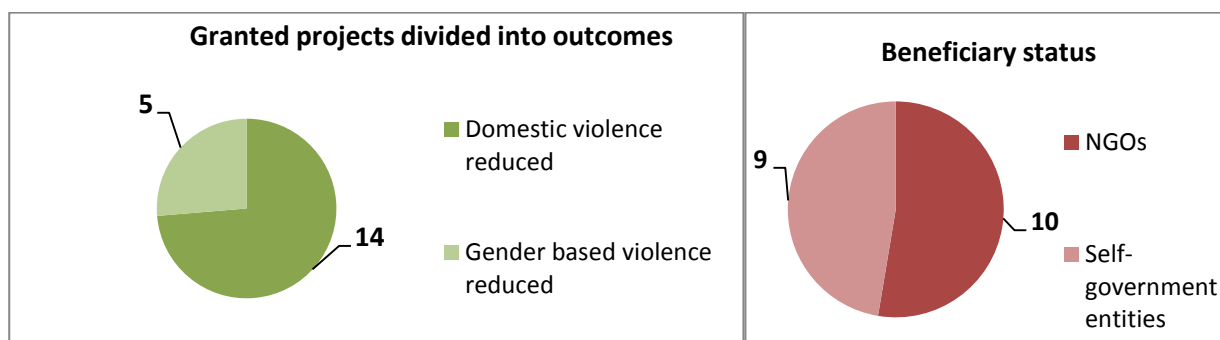 Granted projects divided into outcomes
5
14
Domestic violence
reduced
Gender based violence
reduced
Beneficiary status
9
10
NGOs
Self-
government
entities